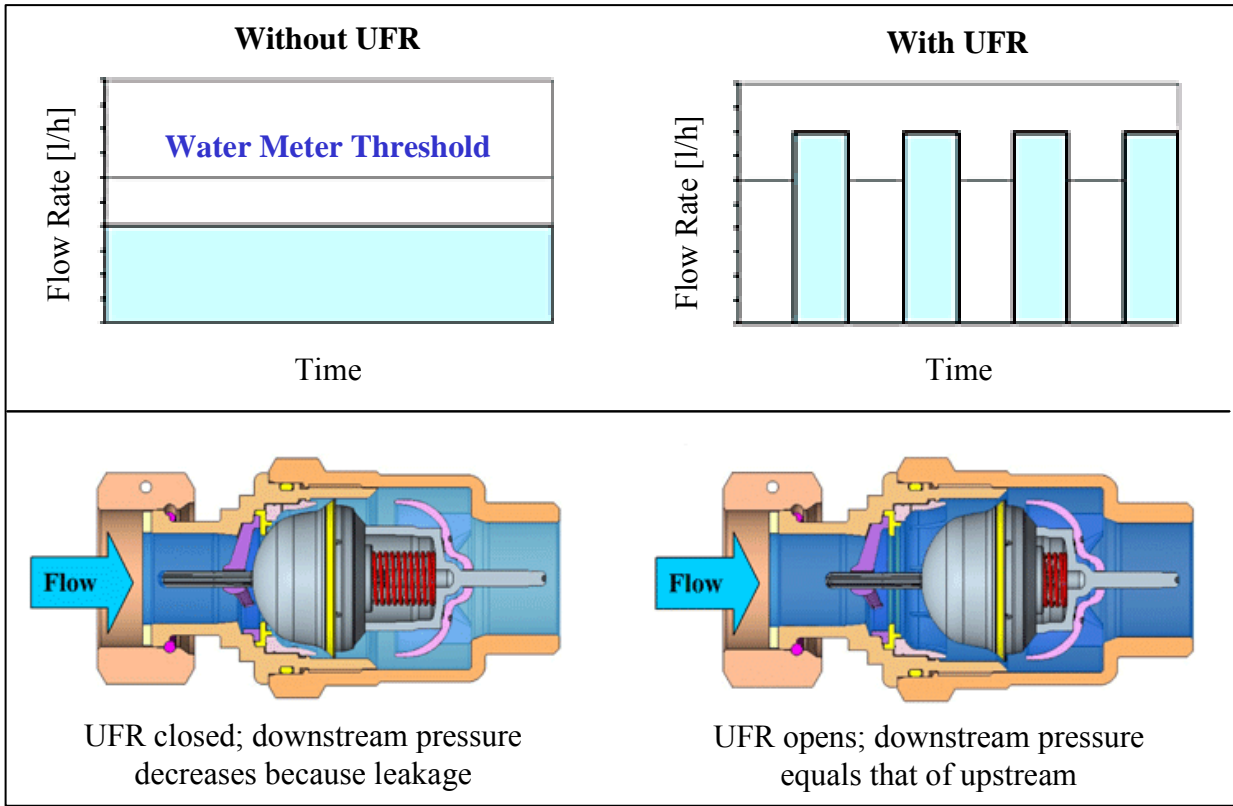 Without UFR
Flow Rate [l/h]
Water Meter Threshold
Time
With UFR
Flow Rate [l/h]
Time
Flow
UFR closed; downstream pressure
decreases because leakage
Flow
UFR opens; downstream pressure
equals that of upstream